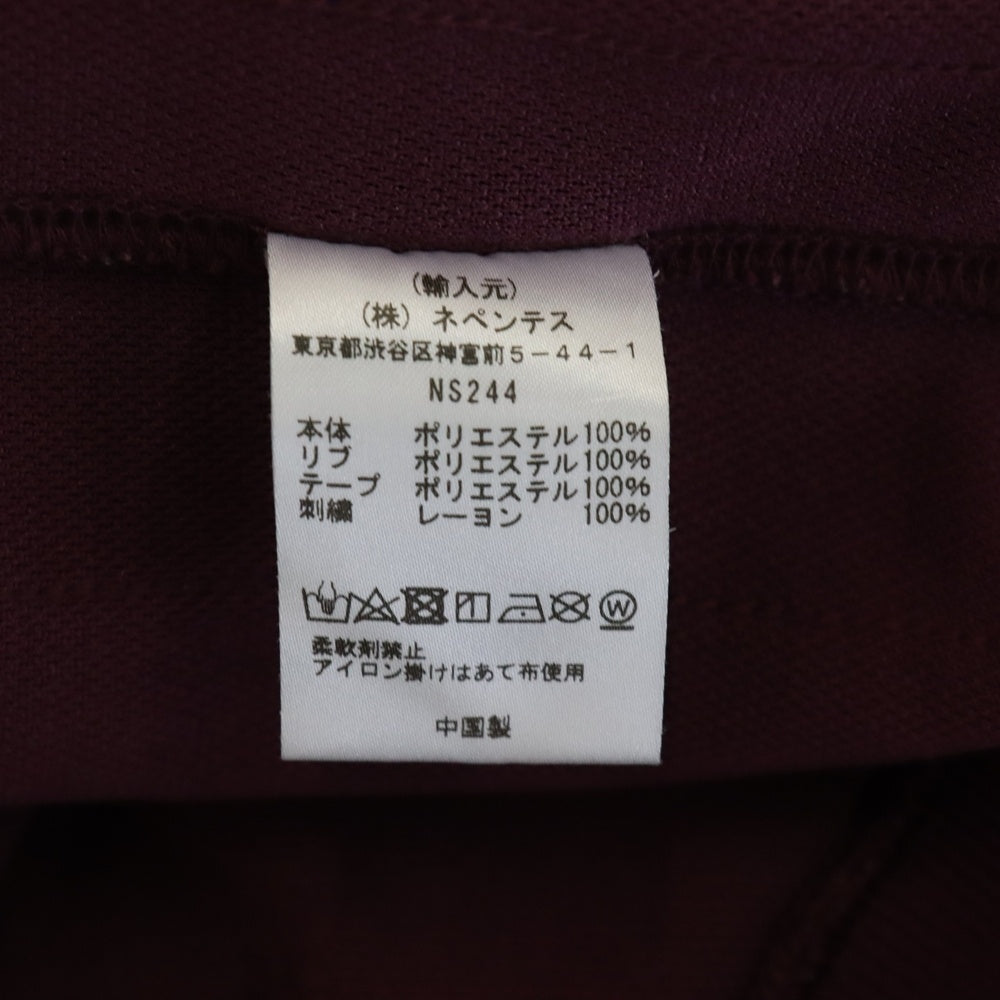 (輸入元)
(株) ネペンテス
東京都渋谷区神宮前5-44-1
NS244
本体 ポリエステル100%
リブ ポリエステル100%
テープ ポリエステル100%
刺繍 レーヨン 100%
W
柔軟剤禁止
アイロン掛けはあて布使用
中国製